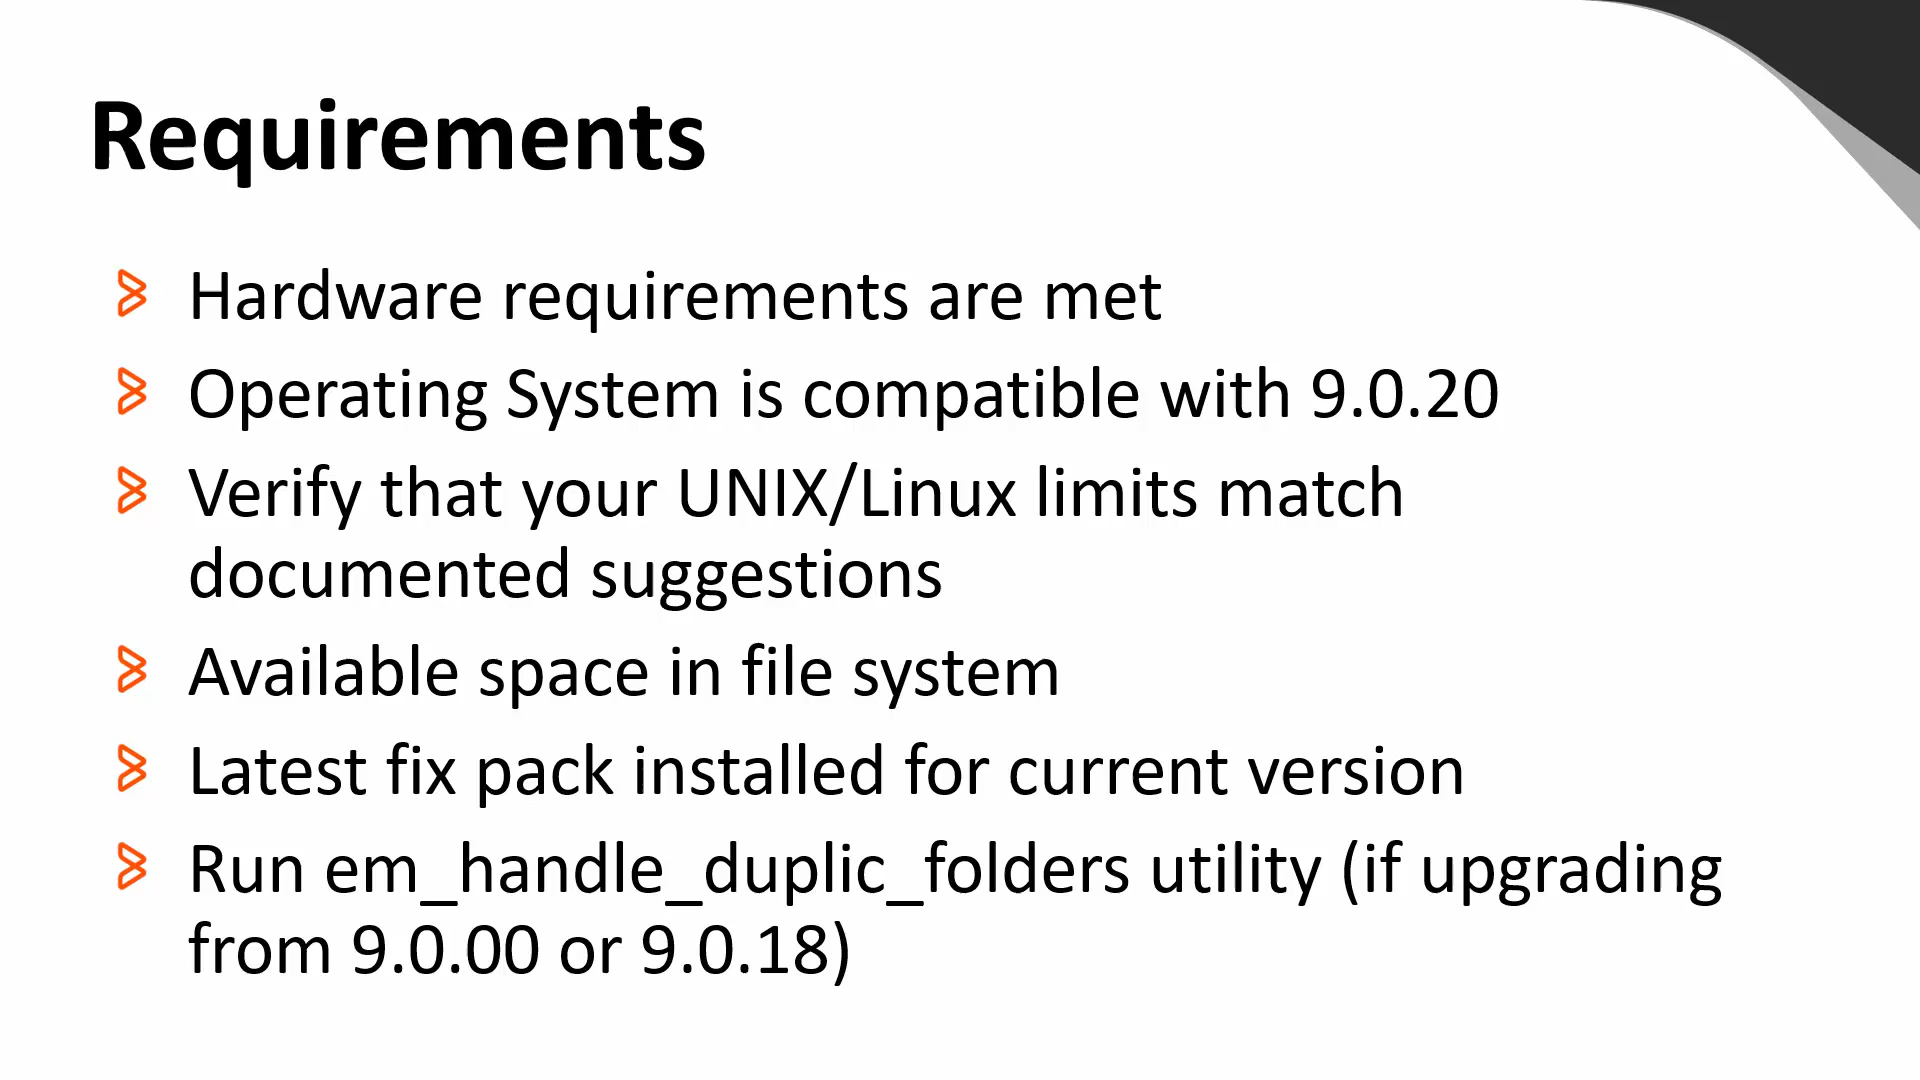 Requirements
Hardware requirements are met
Operating System is compatible with 9.0.20
Verify that your UNIX/Linux limits match
documented suggestions
Available space in file system
Latest fix pack installed for current version
Run em_handle_duplic_folders utility (if upgrading
from 9.0.00 or 9.0.18)